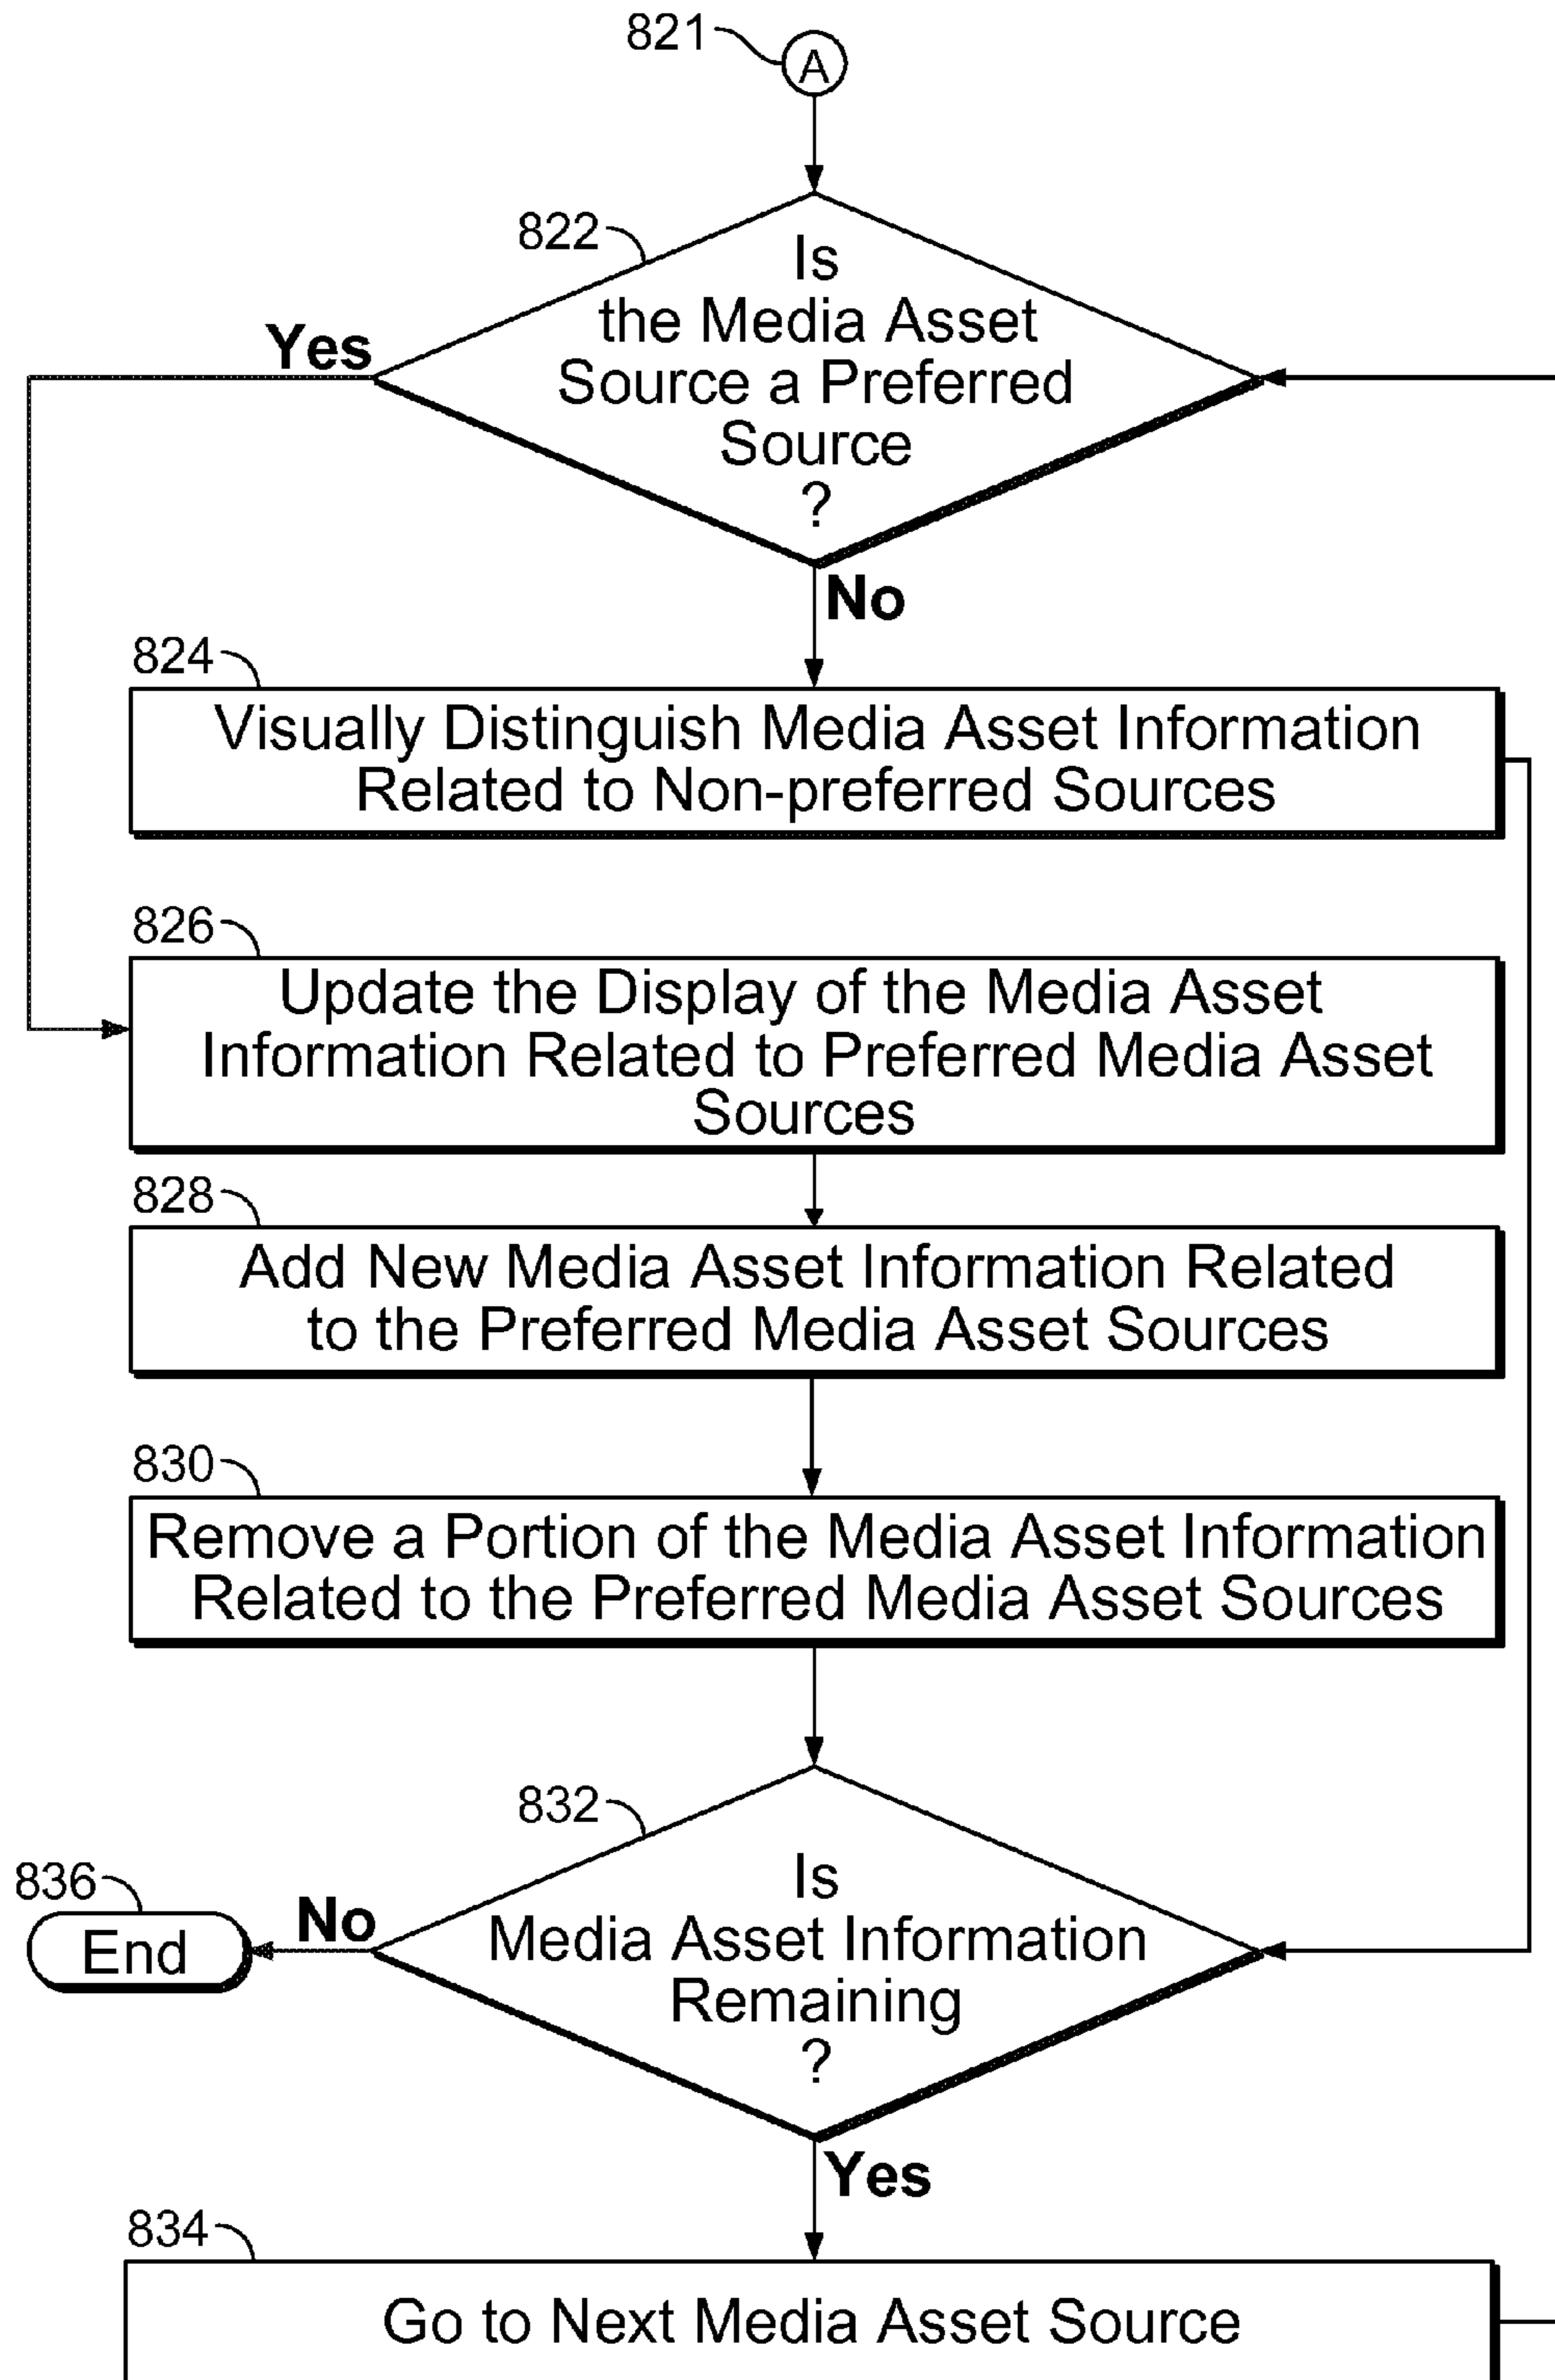 821
A
822
Is
the Media Asset
Source a Preferred
Source
?
Yes
No
824
Visually Distinguish Media Asset Information
Related to Non-preferred Sources
826
Update the Display of the Media Asset
Information Related to Preferred Media Asset
Sources
828
Add New Media Asset Information Related
to the Preferred Media Asset Sources
830
Remove a Portion of the Media Asset Information
Related to the Preferred Media Asset Sources
832
Is
Media Asset Information
Remaining
?
836
End
No
Yes
834
Go to Next Media Asset Source